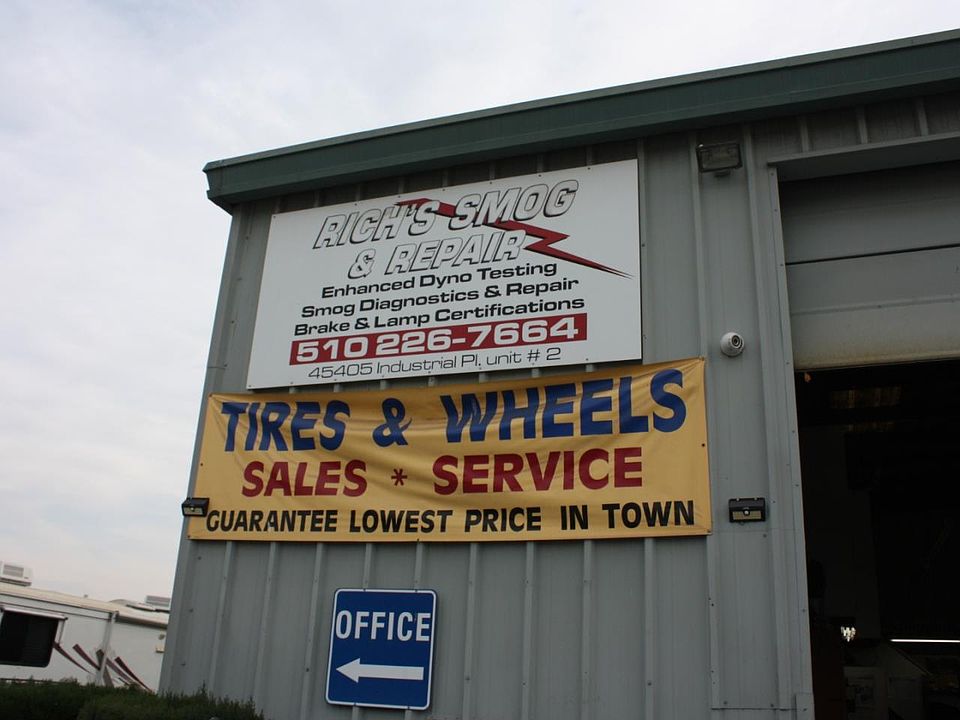 RICH'S SMOG
& REPAIR
Enhanced Dyno Testing
Smog Diagnostics & Repair
Brake & Lamp Certifications
510 226-7664
45405 Industrial Pl. unit # 2
TIRES & WHEELS
SALES * SERVICE
GUARANTEE LOWEST PRICE IN TOWN
OFFICE